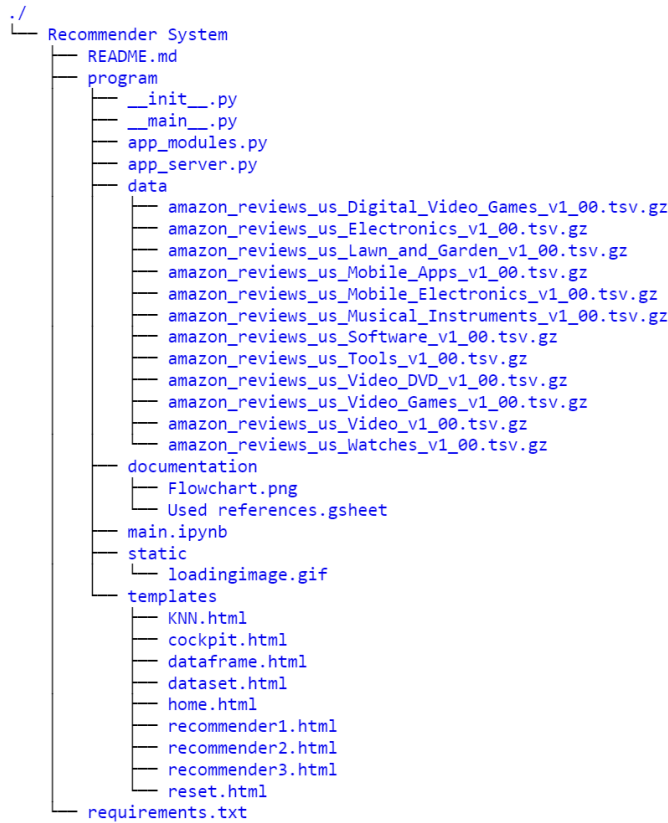 ./
└── Recommender System
    ├── README.md
    ├── program
    │   ├── __init__.py
    │   ├── __main__.py
    │   ├── app_modules.py
    │   ├── app_server.py
    │   ├── data
    │   │   ├── amazon_reviews_us_Digital_Video_Games_v1_00.tsv.gz
    │   │   ├── amazon_reviews_us_Electronics_v1_00.tsv.gz
    │   │   ├── amazon_reviews_us_Lawn_and_Garden_v1_00.tsv.gz
    │   │   ├── amazon_reviews_us_Mobile_Apps_v1_00.tsv.gz
    │   │   ├── amazon_reviews_us_Mobile_Electronics_v1_00.tsv.gz
    │   │   ├── amazon_reviews_us_Musical_Instruments_v1_00.tsv.gz
    │   │   ├── amazon_reviews_us_Software_v1_00.tsv.gz
    │   │   ├── amazon_reviews_us_Tools_v1_00.tsv.gz
    │   │   ├── amazon_reviews_us_Video_DVD_v1_00.tsv.gz
    │   │   ├── amazon_reviews_us_Video_Games_v1_00.tsv.gz
    │   │   ├── amazon_reviews_us_Video_v1_00.tsv.gz
    │   │   └── amazon_reviews_us_Watches_v1_00.tsv.gz
    │   ├── documentation
    │   │   ├── Flowchart.png
    │   │   └── Used references.gsheet
    │   ├── main.ipynb
    │   ├── static
    │   │   └── loadingimage.gif
    │   └── templates
    │       ├── KNN.html
    │       ├── cockpit.html
    │       ├── dataframe.html
    │       ├── dataset.html
    │       ├── home.html
    │       ├── recommender1.html
    │       ├── recommender2.html
    │       ├── recommender3.html
    │       └── reset.html
    └── requirements.txt